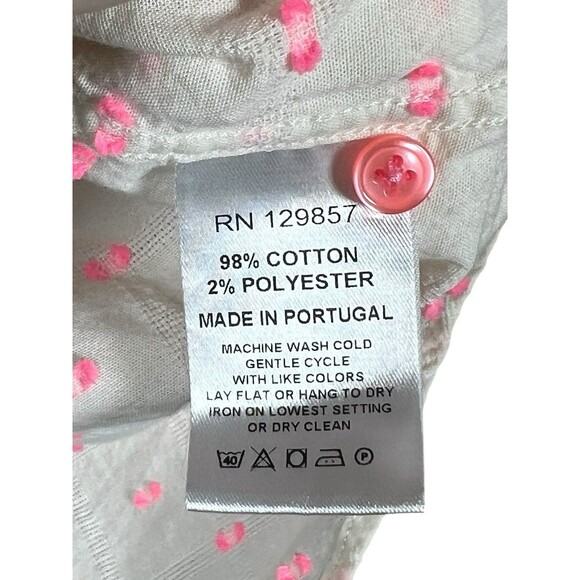 RN 129857
98% COTTON
2% POLYESTER
MADE IN PORTUGAL
MACHINE WASH COLD
GENTLE CYCLE
WITH LIKE COLORS
LAY FLAT OR HANG TO DRY
IRON ON LOWEST SETTING
OR DRY CLEAN
40 P